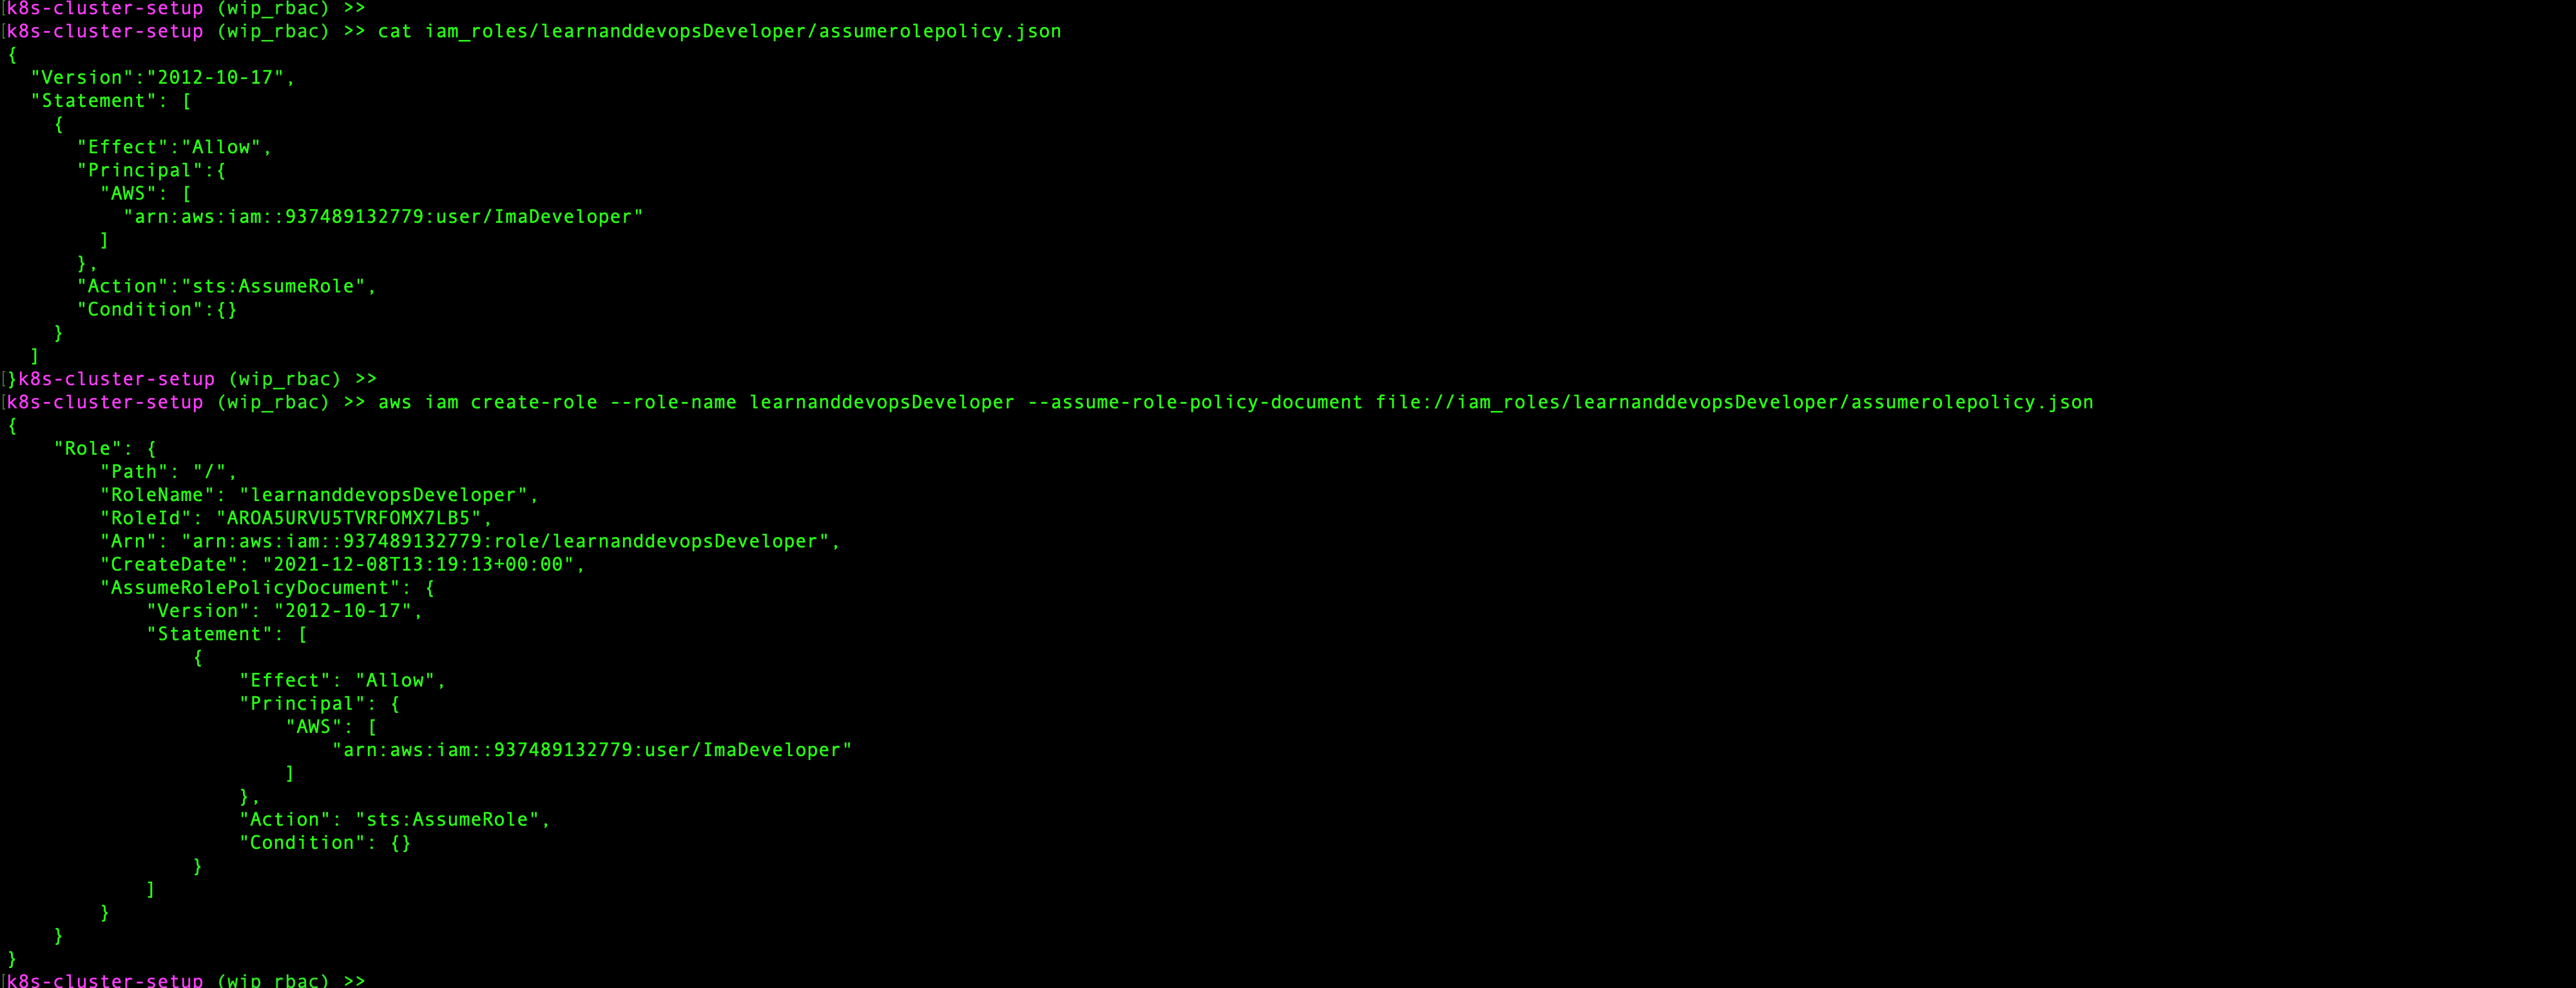 [k8s-cluster-setup (wip_rbac) >>
[k8s-cluster-setup (wip_rbac) >> cat iam_roles/learnanddevopsDeveloper/assumerolepolicy.json
{
  "Version":"2012-10-17",
  "Statement": [
    {
      "Effect":"Allow",
      "Principal":{
        "AWS": [
          "arn:aws:iam::937489132779:user/ImaDeveloper"
        ]
      },
      "Action":"sts:AssumeRole",
      "Condition":{}
    }
  ]
[}k8s-cluster-setup (wip_rbac) >>
[k8s-cluster-setup (wip_rbac) >> aws iam create-role --role-name learnanddevopsDeveloper --assume-role-policy-document file://iam_roles/learnanddevopsDeveloper/assumerolepolicy.json
{
    "Role": {
        "Path": "/",
        "RoleName": "learnanddevopsDeveloper",
        "RoleId": "AROA5URVU5TVRFOMX7LB5",
        "Arn": "arn:aws:iam::937489132779:role/learnanddevopsDeveloper",
        "CreateDate": "2021-12-08T13:19:13+00:00",
        "AssumeRolePolicyDocument": {
            "Version": "2012-10-17",
            "Statement": [
                {
                    "Effect": "Allow",
                    "Principal": {
                        "AWS": [
                            "arn:aws:iam::937489132779:user/ImaDeveloper"
                        ]
                    },
                    "Action": "sts:AssumeRole",
                    "Condition": {}
                }
            ]
        }
    }
}
[k8s-cluster-setup (wip_rbac) >>